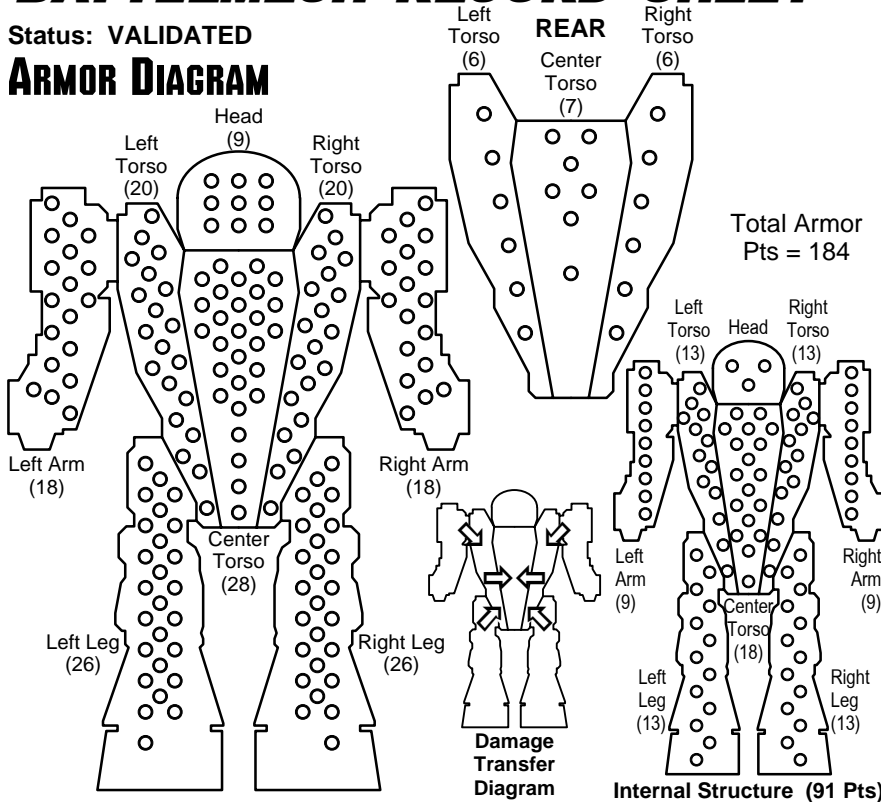 BATTLEMECH RECORD SHEET
Status: VALIDATED
ARMOR DIAGRAM
REAR
Left
Torso
(6)
Center
Torso
(7)
Right
Torso
(6)
Head
(9)
Left
Torso
(20)
Right
Torso
(20)
Total Armor
Pts = 184
Left Arm
(18)
Right Arm
(18)
Center
Torso
(28)
Left Leg
(26)
Right Leg
(26)
Damage
Transfer
Diagram
Left
Torso
(13)
Head
Right
Torso
(13)
Left
Arm
(9)
Right
Arm
(9)
Center
Torso
(18)
Left
Leg
(13)
Right
Leg
(13)
Internal Structure (91 Pts)